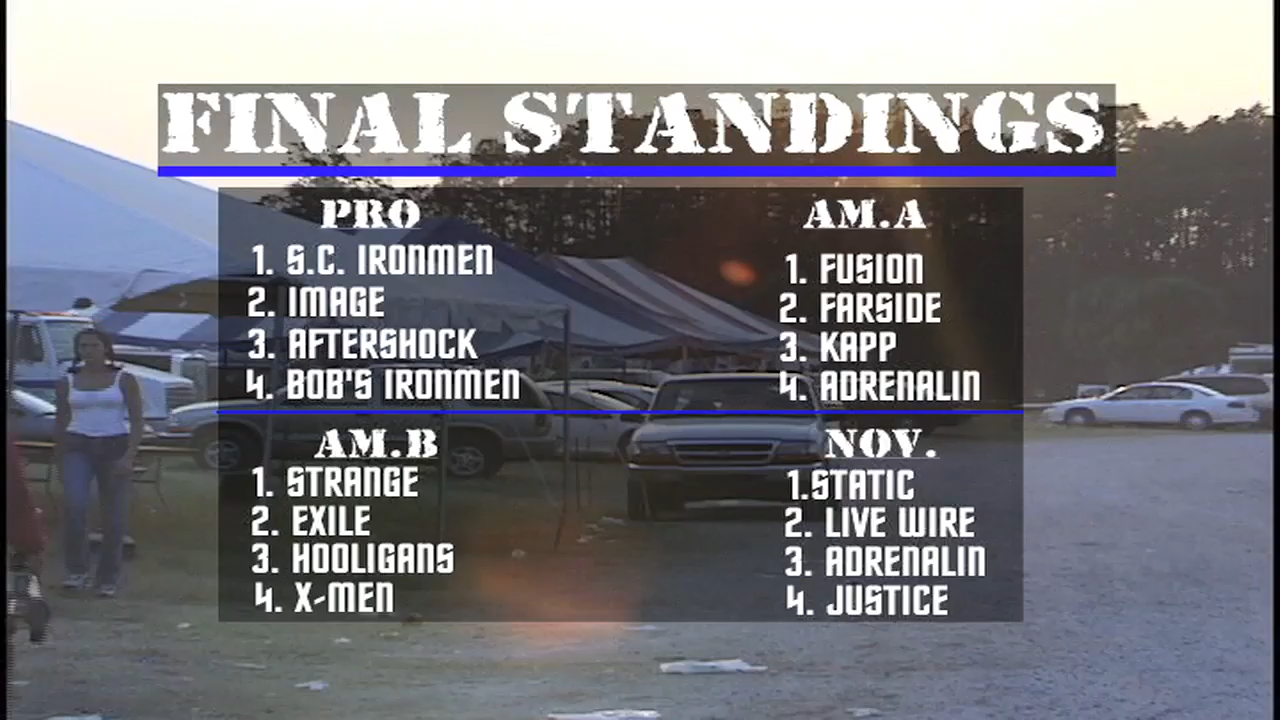 FINAL STANDINGS
PRO
1. S.C. IRONMEN
2. IMAGE
3. AFTERSHOCK
4. BOB'S IRONMEN
AM.A
1. FUSION
2. FARSIDE
3. KAPP
4. ADRENALIN
AM.B
1. STRANGE
2. EXILE
3. HOOLIGANS
4. X-MEN
NOV.
1.STATIC
2. LIVE WIRE
3. ADRENALIN
4. JUSTICE